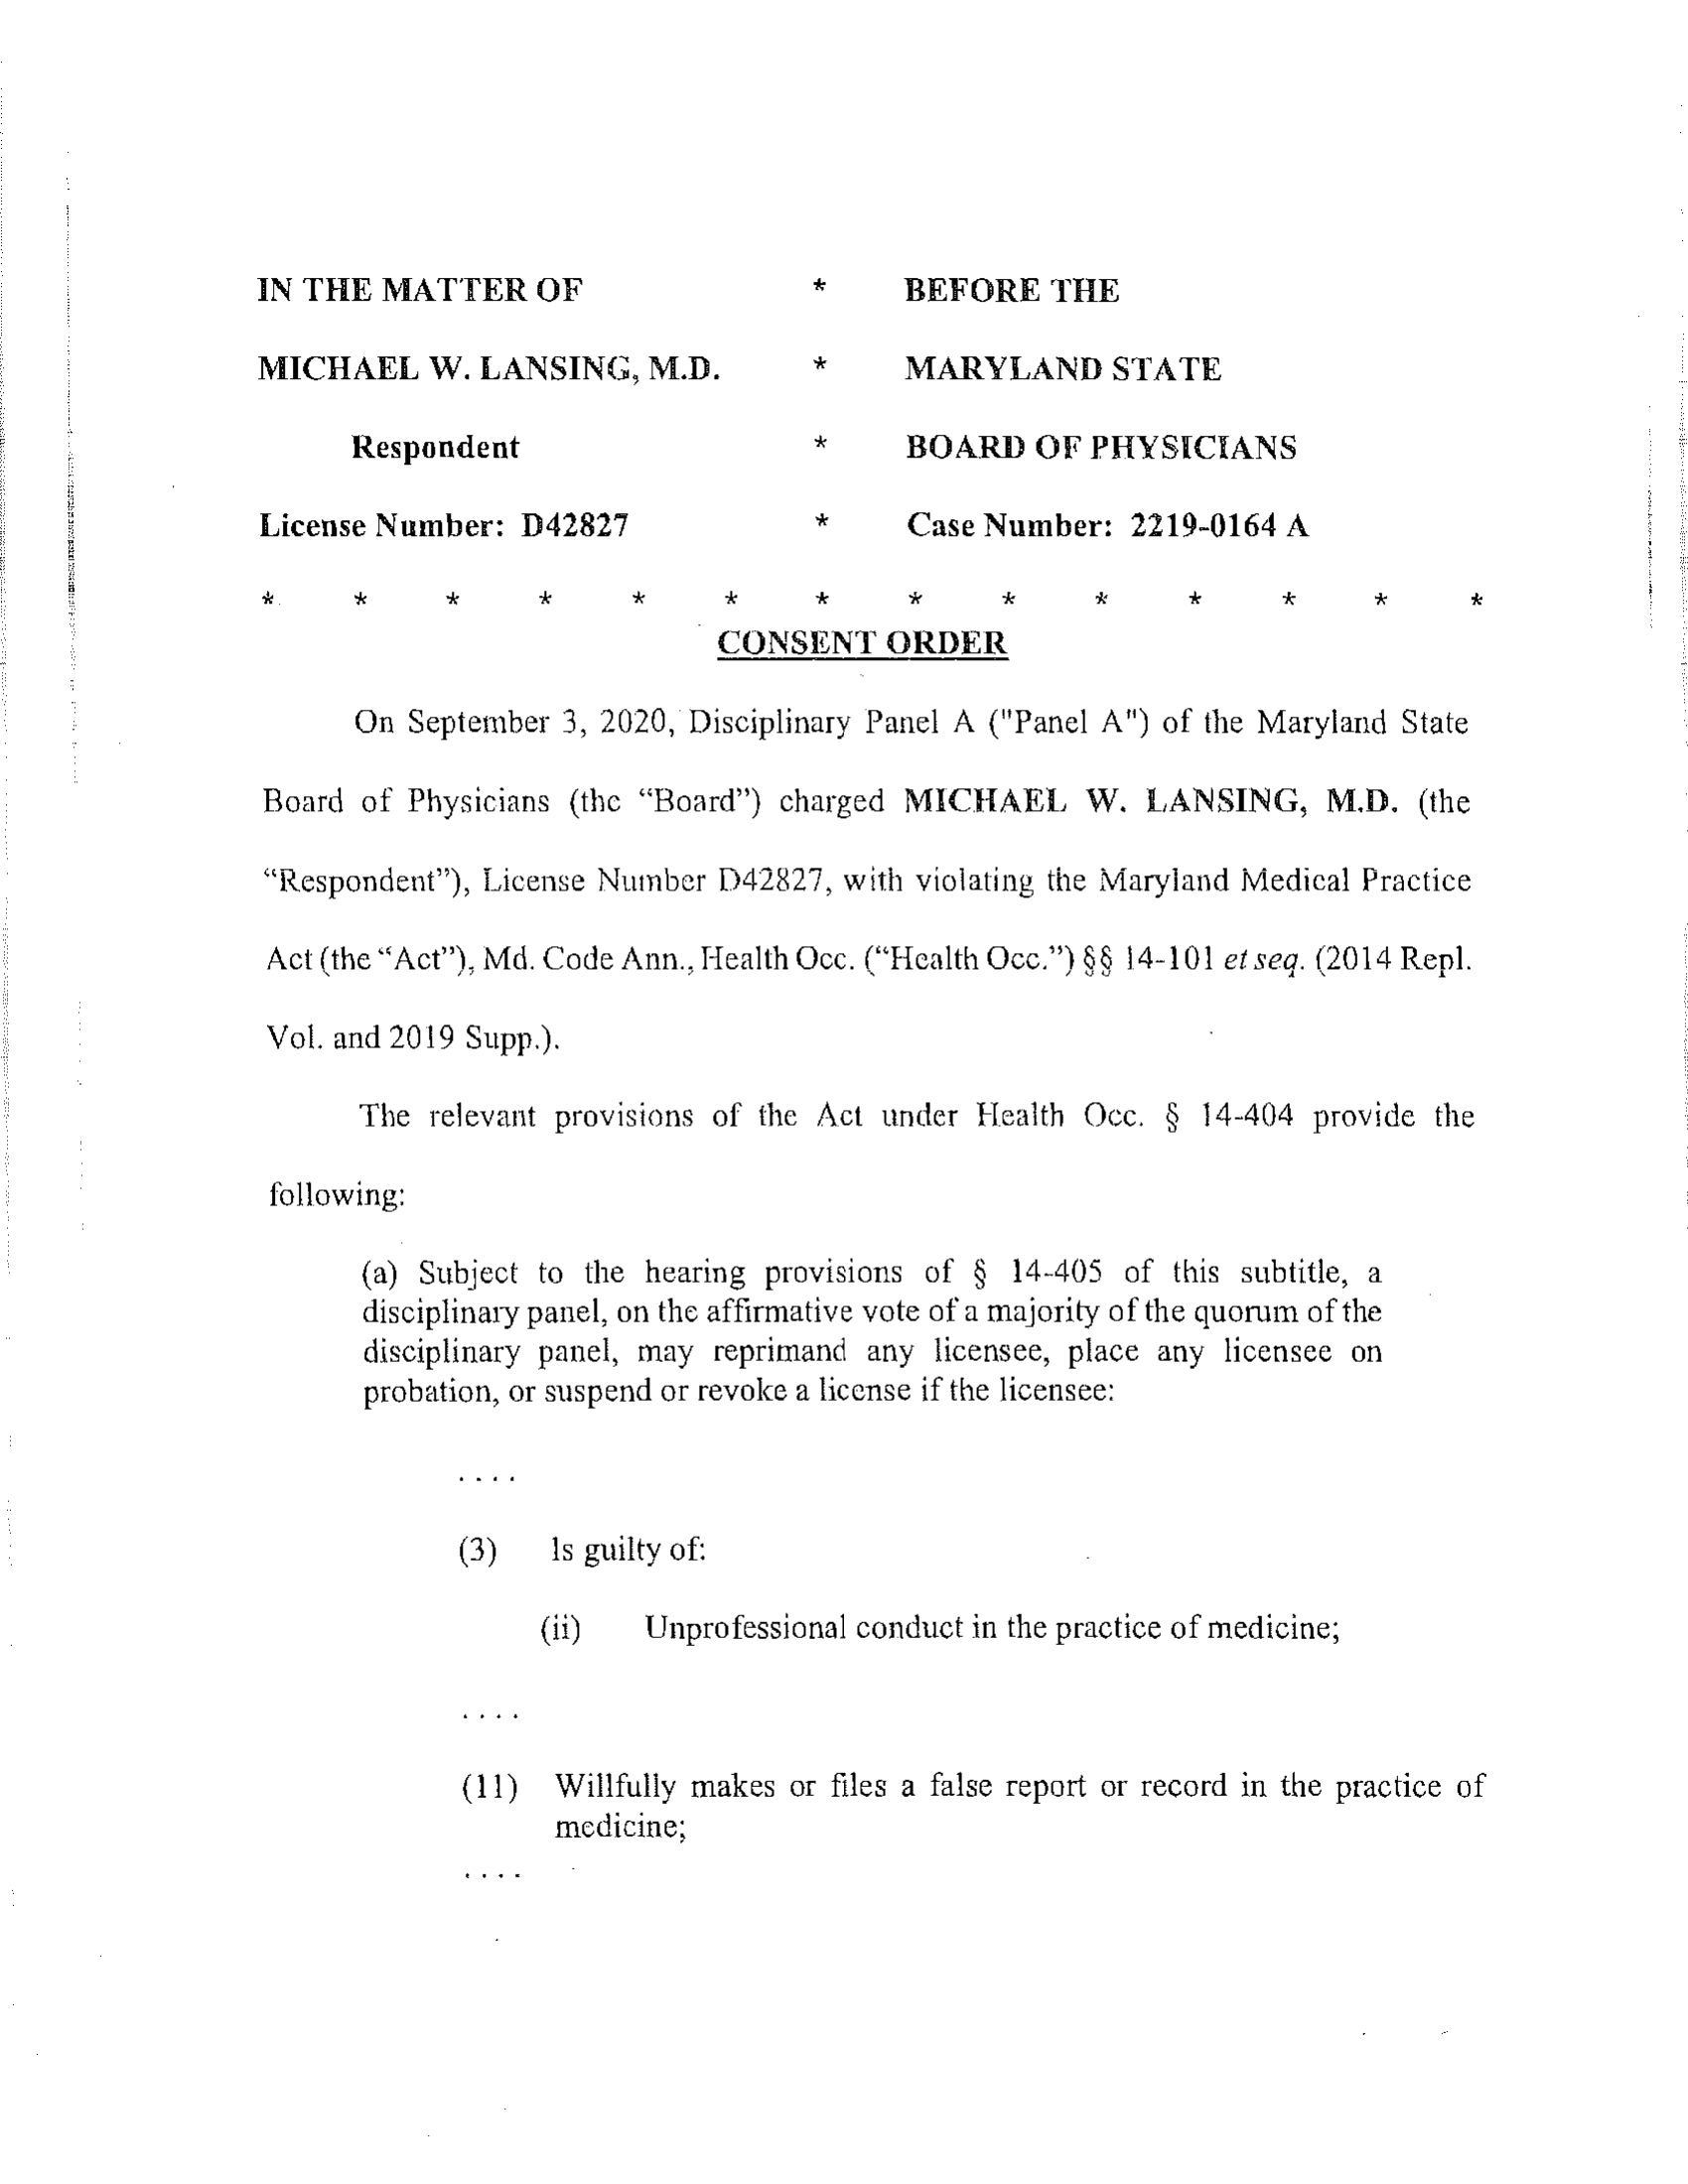 IN THE MATTER OF * BEFORE THE
MICHAEL W. LANSING, M.D. * MARYLAND STATE
Respondent * BOARD OF PHYSICIANS
License Number: D42827 * Case Number: 2219-0164 A
* * * * * * * * * * * * * *
CONSENT ORDER
On September 3, 2020, Disciplinary Panel A ("Panel A") of the Maryland State
Board of Physicians (the “Board”) charged MICHAEL W. LANSING, M.D. (the
“Respondent”), License Number D42827, with violating the Maryland Medical Practice
Act (the “Act”), Md. Code Ann., Health Occ. (“Health Occ.”) §§ 14-101 et seq. (2014 Repl.
Vol. and 2019 Supp.).
The relevant provisions of the Act under Health Occ. § 14-404 provide the
following:
(a) Subject to the hearing provisions of § 14-405 of this subtitle, a
disciplinary panel, on the affirmative vote of a majority of the quorum of the
disciplinary panel, may reprimand any licensee, place any licensee on
probation, or suspend or revoke a license if the licensee:
. . . .
(3) Is guilty of:
(ii) Unprofessional conduct in the practice of medicine;
. . . .
(11) Willfully makes or files a false report or record in the practice of
medicine;
. . . .